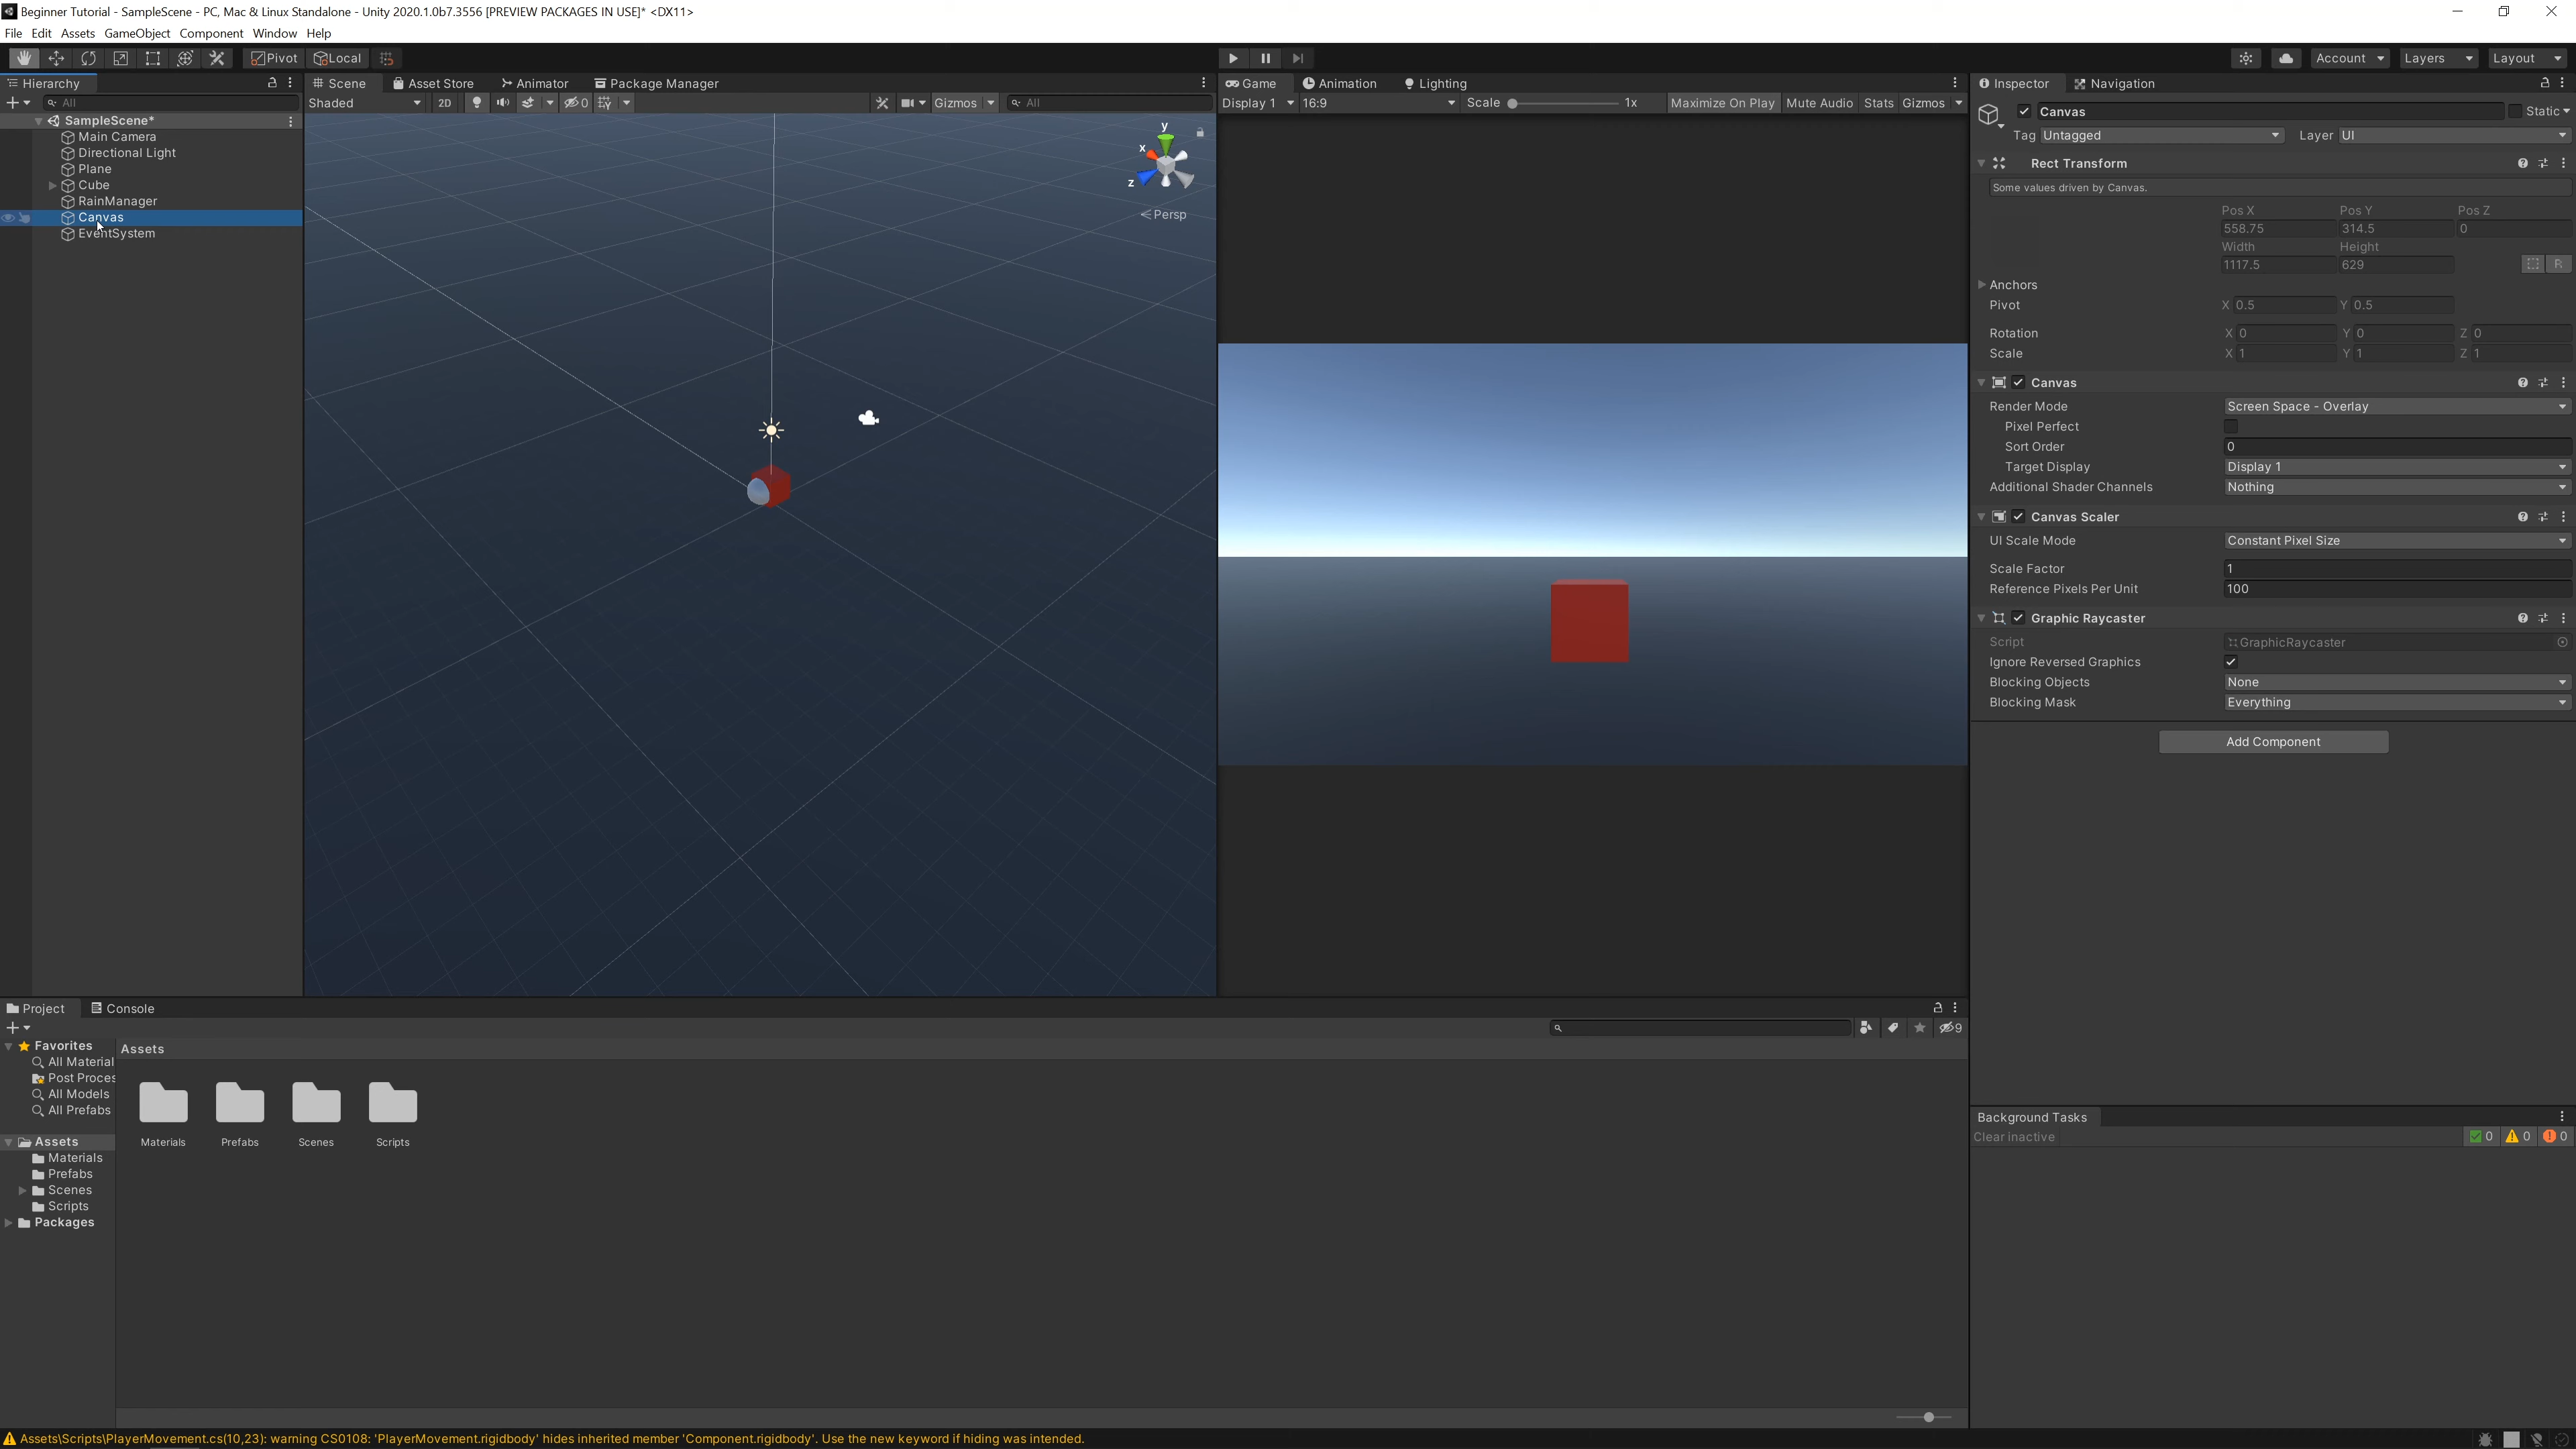 Beginner Tutorial - SampleScene - PC, Mac & Linux Standalone - Unity 2020.1.0b7.3556 [PREVIEW PACKAGES IN USE]* <DX11>
File Edit Assets GameObject Component Window Help
Pivot Local Account Layers Layout
Hierarchy Scene Asset Store Animator Package Manager Game Animation Lighting Inspector Navigation
All Shaded 2D 0 Gizmos All Display 1 16:9 Scale 1x Maximize On Play Mute Audio Stats Gizmos
Canvas Static
Tag Untagged Layer UI
SampleScene*
Main Camera
Directional Light
Plane
Cube
RainManager
Canvas
EventSystem
y
x
z
Persp
Rect Transform
Some values driven by Canvas.
Pos X Pos Y Pos Z
558.75 314.5 0
Width Height
1117.5 629 R
Anchors
Pivot X 0.5 Y 0.5
Rotation X 0 Y 0 Z 0
Scale X 1 Y 1 Z 1
Canvas
Render Mode Screen Space - Overlay
Pixel Perfect
Sort Order 0
Target Display Display 1
Additional Shader Channels Nothing
Canvas Scaler
UI Scale Mode Constant Pixel Size
Scale Factor 1
Reference Pixels Per Unit 100
Graphic Raycaster
Script GraphicRaycaster
Ignore Reversed Graphics
Blocking Objects None
Blocking Mask Everything
Add Component
Project Console
9
Favorites
All Material
Post Proces
All Models
All Prefabs
Assets
Materials
Prefabs
Scenes
Scripts
Packages
Assets
Materials Prefabs Scenes Scripts
Background Tasks
Clear inactive 0 0 0
Assets\Scripts\PlayerMovement.cs(10,23): warning CS0108: 'PlayerMovement.rigidbody' hides inherited member 'Component.rigidbody'. Use the new keyword if hiding was intended.